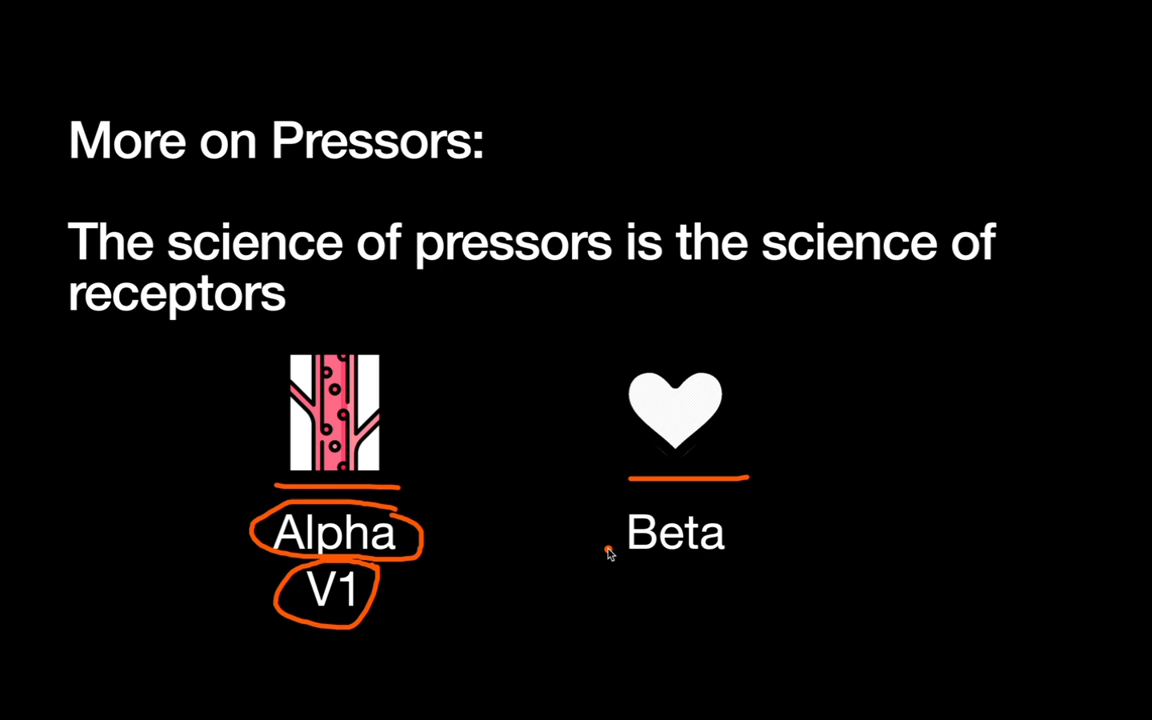 More on Pressors:
The science of pressors is the science of
receptors
Alpha
Beta
V1